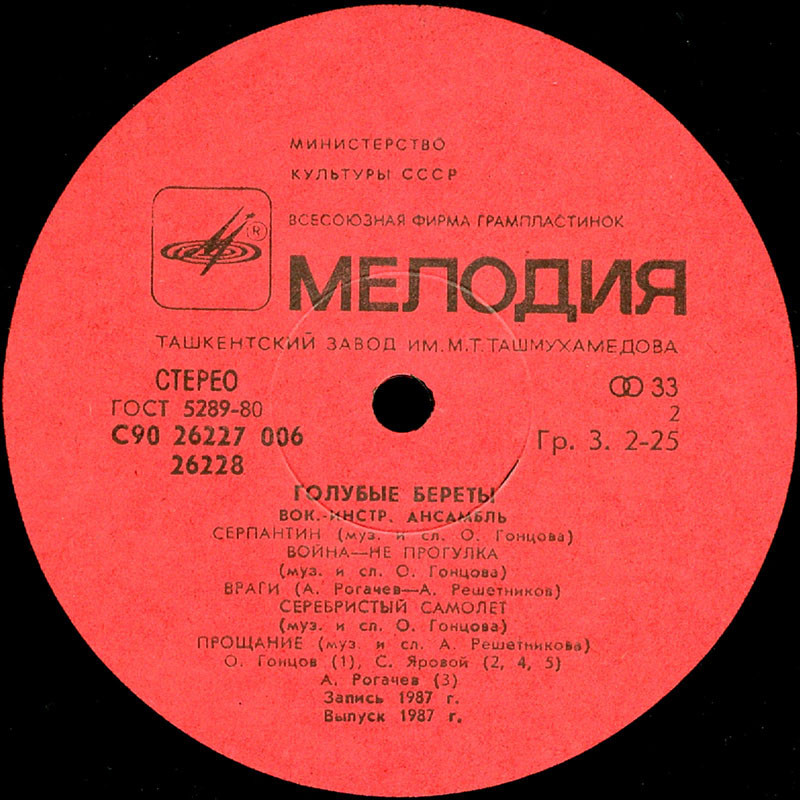 МИНИСТЕРСТВО
КУЛЬТУРЫ СССР
ВСЕСОЮЗНАЯ ФИРМА ГРАМПЛАСТИНОК
®
МЕЛОДИЯ
ТАШКЕНТСКИЙ ЗАВОД ИМ. М.Т. ТАШМУХАМЕДОВА
СТЕРЕО
ГОСТ 5289-80
С90 26227 006
26228
33
2
Гр. 3. 2-25
ГОЛУБЫЕ БЕРЕТЫ
ВОК.-ИНСТР. АНСАМБЛЬ
СЕРПАНТИН (муз. и сл. О. Гонцова)
ВОЙНА—НЕ ПРОГУЛКА
(муз. и сл. О. Гонцова)
ВРАГИ (А. Рогачев—А. Решетников)
СЕРЕБРИСТЫЙ САМОЛЕТ
(муз. и сл. О. Гонцова)
ПРОЩАНИЕ (муз. и сл. А. Решетникова)
О. Гонцов (1), С. Яровой (2, 4, 5)
А. Рогачев (3)
Запись 1987 г.
Выпуск 1987 г.